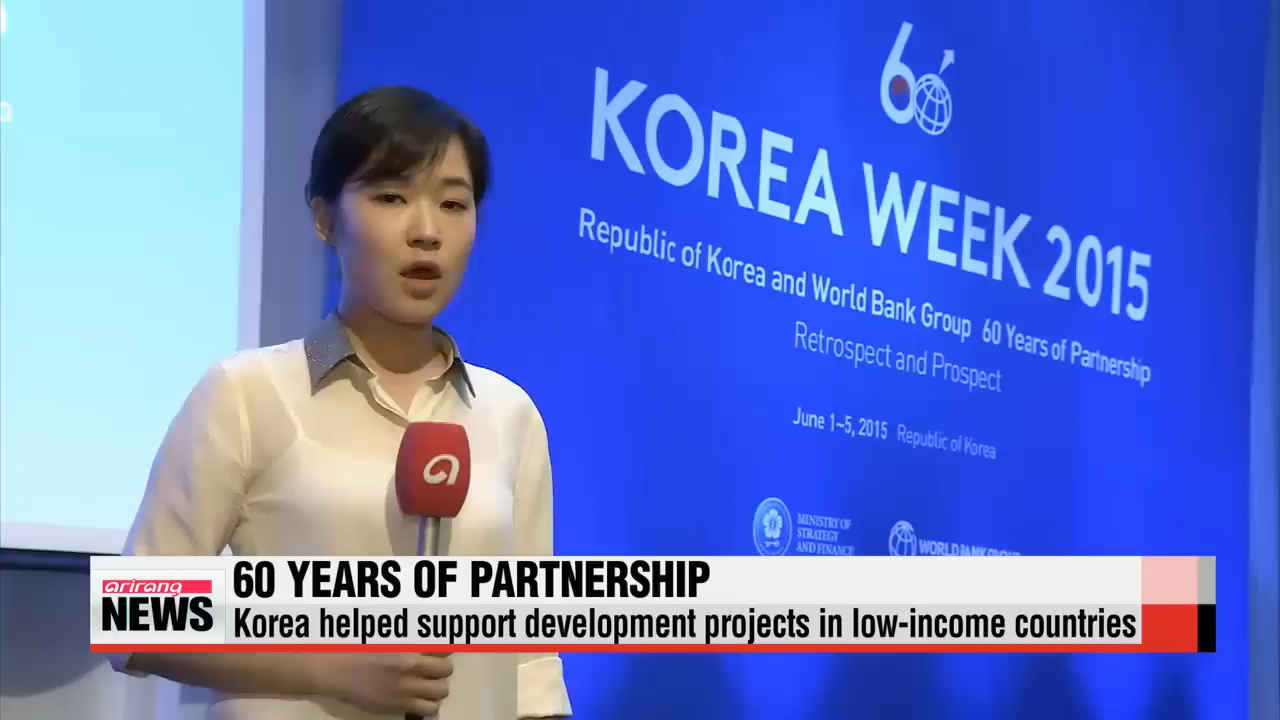 60
KOREA WEEK 2015
Republic of Korea and World Bank Group 60 Years of Partnership
Retrospect and Prospect
June 1~5, 2015 Republic of Korea
MINISTRY OF
STRATEGY
AND FINANCE
WORLD BANK GROUP
a
arirang
NEWS
60 YEARS OF PARTNERSHIP
Korea helped support development projects in low-income countries